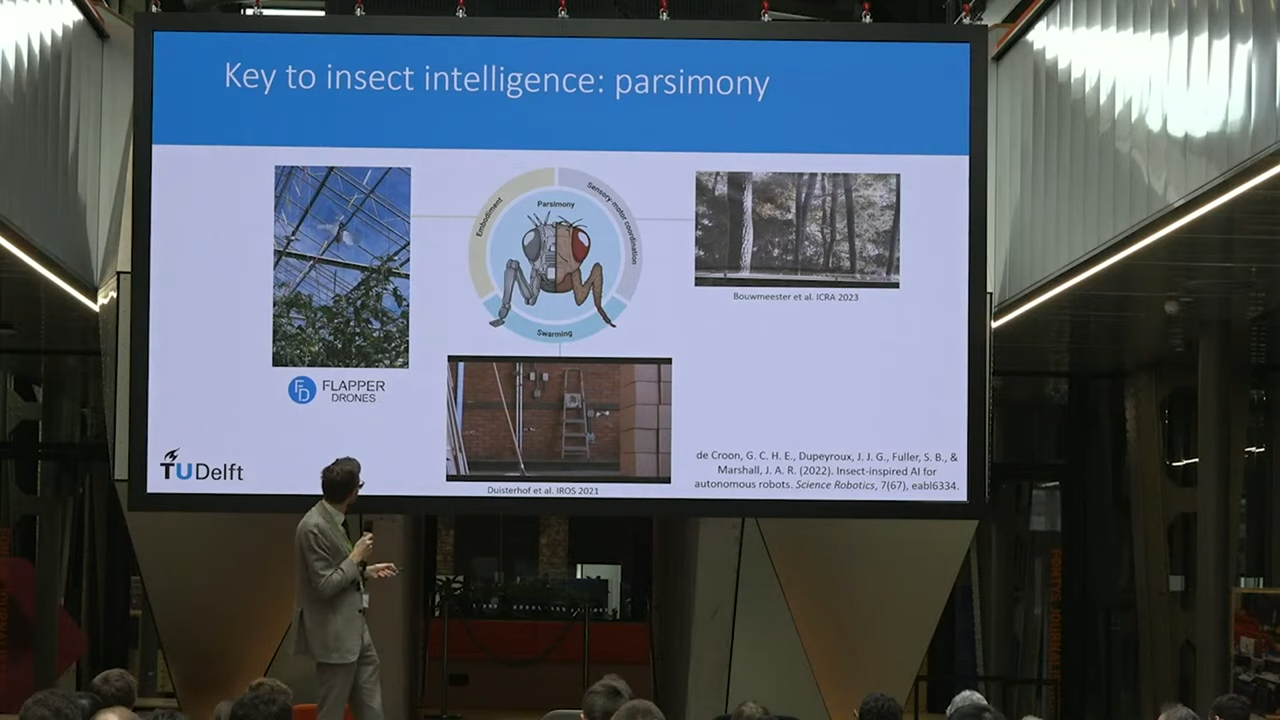 Key to insect intelligence: parsimony
Embodiment
Parsimony
Sensory-motor coordination
Swarming
Bouwmeester et al. ICRA 2023
FD
FLAPPER
DRONES
Duisterhof et al. IROS 2021
TUDelft
de Croon, G. C. H. E., Dupeyroux, J. J. G., Fuller, S. B., &
Marshall, J. A. R. (2022). Insect-inspired AI for
autonomous robots. Science Robotics, 7(67), eabl6334.